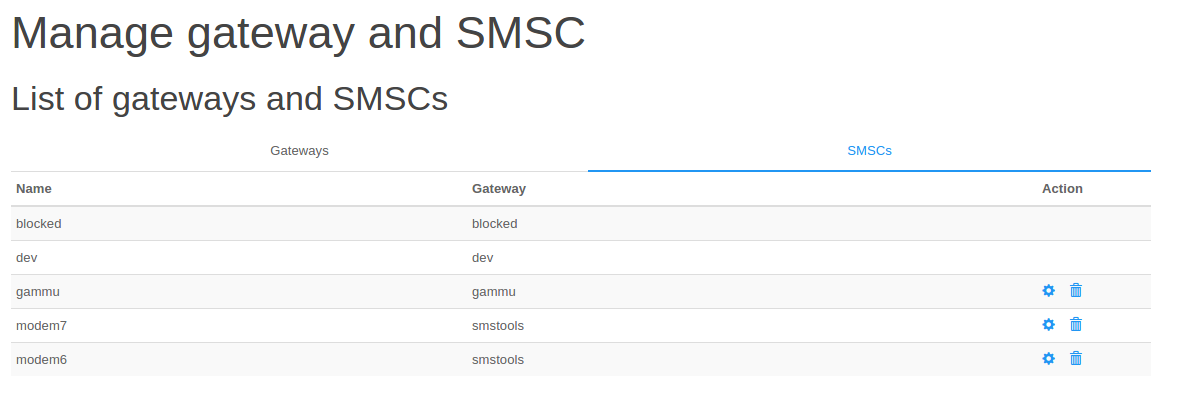 Manage gateway and SMSC
List of gateways and SMSCs
Gateways SMSCs
Name Gateway Action
blocked blocked
dev dev
gammu gammu
modem7 smstools
modem6 smstools